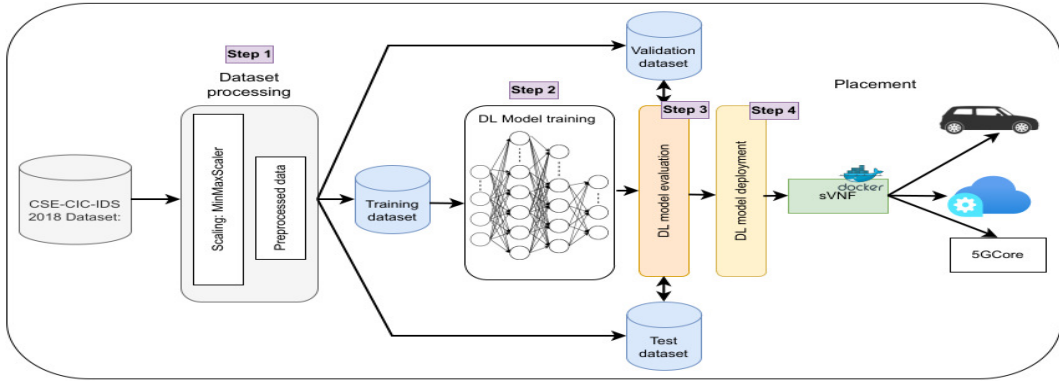 Step 1
Dataset
processing
CSE-CIC-IDS
2018 Dataset:
Scaling: MinMaxScaler
Preprocessed data
Training
dataset
Step 2
DL Model training
Validation
dataset
Step 3
DL model evaluation
Test
dataset
Step 4
DL model deployment
docker
sVNF
Placement
5GCore